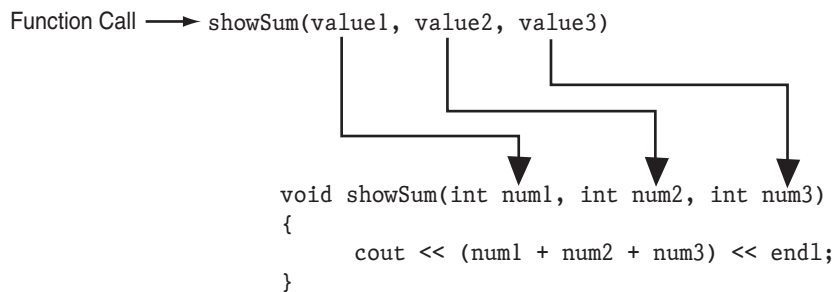 Function Call showSum(value1, value2, value3)
void showSum(int num1, int num2, int num3)
{
cout << (num1 + num2 + num3) << endl;
}